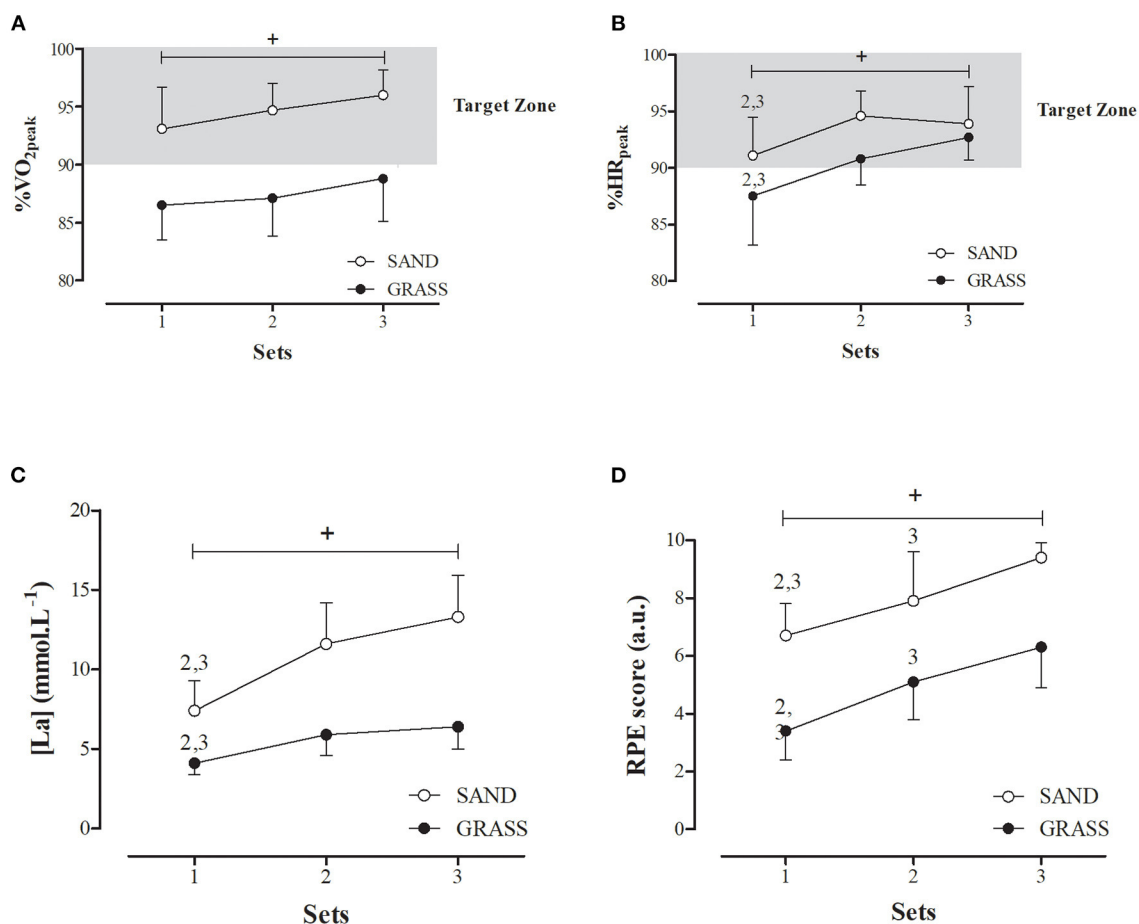 A
+
100
95
90
85
80
%VO2peak
Target Zone
SAND
GRASS
1 2 3
Sets
B
+
100
95
90
85
80
%HRpeak
2,3
2,3
Target Zone
SAND
GRASS
1 2 3
Sets
C
+
20
15
10
5
0
[La] (mmol.L⁻¹)
2,3
2,3
SAND
GRASS
1 2 3
Sets
D
+
10
8
6
4
2
0
RPE score (a.u.)
2,3
3
3
2,
3
SAND
GRASS
1 2 3
Sets